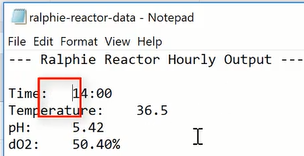 ralphie-reactor-data - Notepad
File Edit Format View Help
--- Ralphie Reactor Hourly Output --
Time: 14:00
Temperature: 36.5
pH: 5.42
dO2: 50.40%